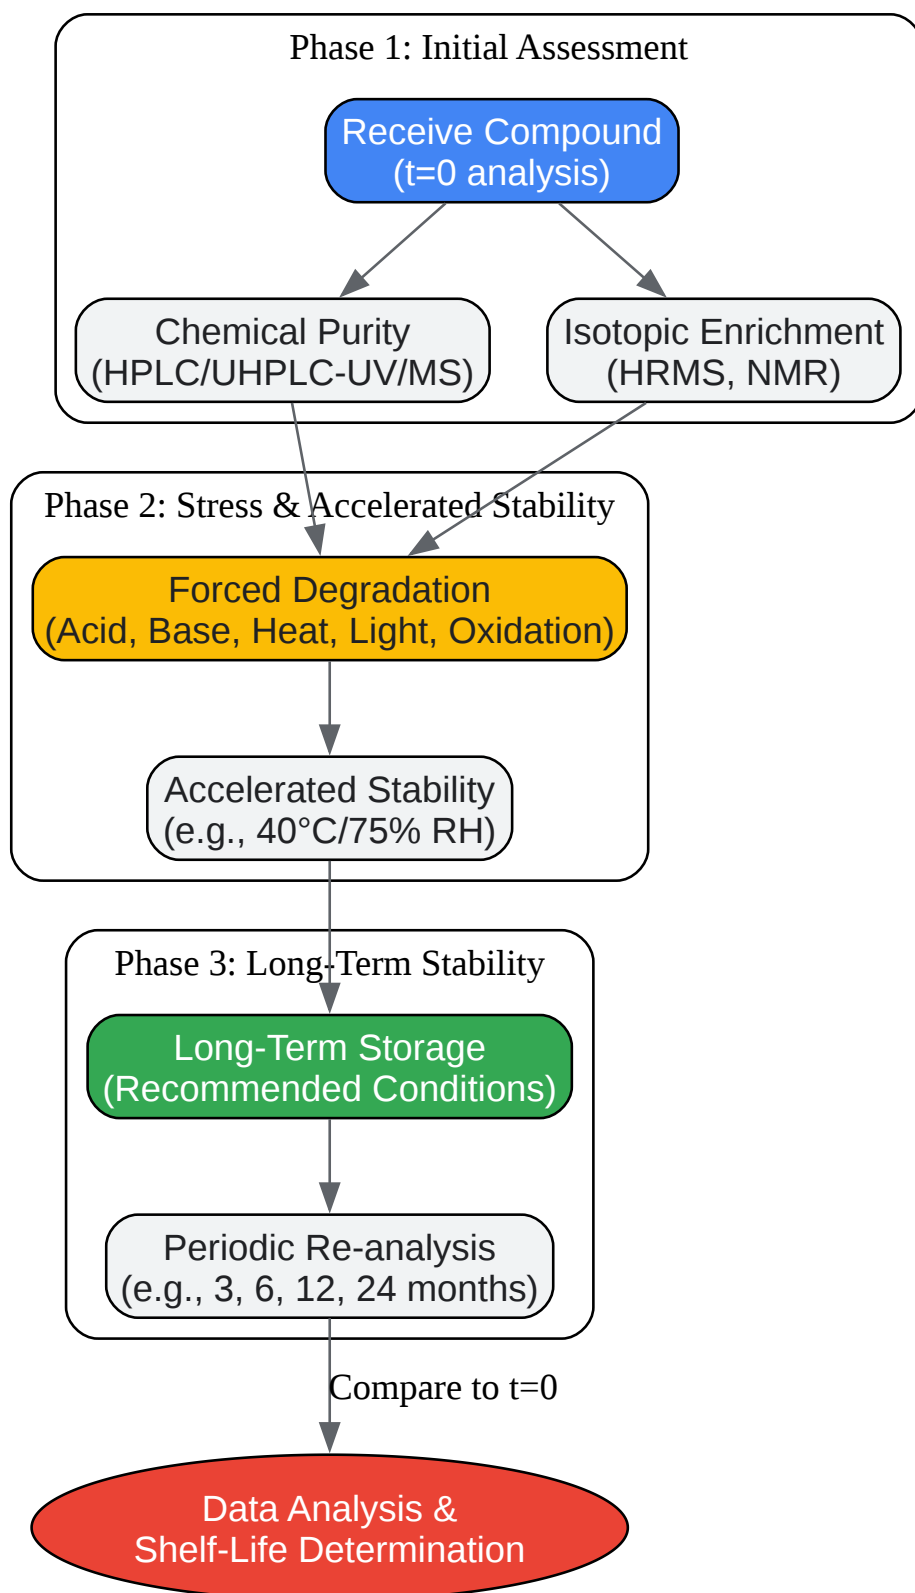 Phase 1: Initial Assessment
Receive Compound
(t=0 analysis)
Chemical Purity
(HPLC/UHPLC-UV/MS)
Isotopic Enrichment
(HRMS, NMR)
Phase 2: Stress & Accelerated Stability
Forced Degradation
(Acid, Base, Heat, Light, Oxidation)
Accelerated Stability
(e.g., 40°C/75% RH)
Phase 3: Long-Term Stability
Long-Term Storage
(Recommended Conditions)
Periodic Re-analysis
(e.g., 3, 6, 12, 24 months)
Compare to t=0
Data Analysis &
Shelf-Life Determination